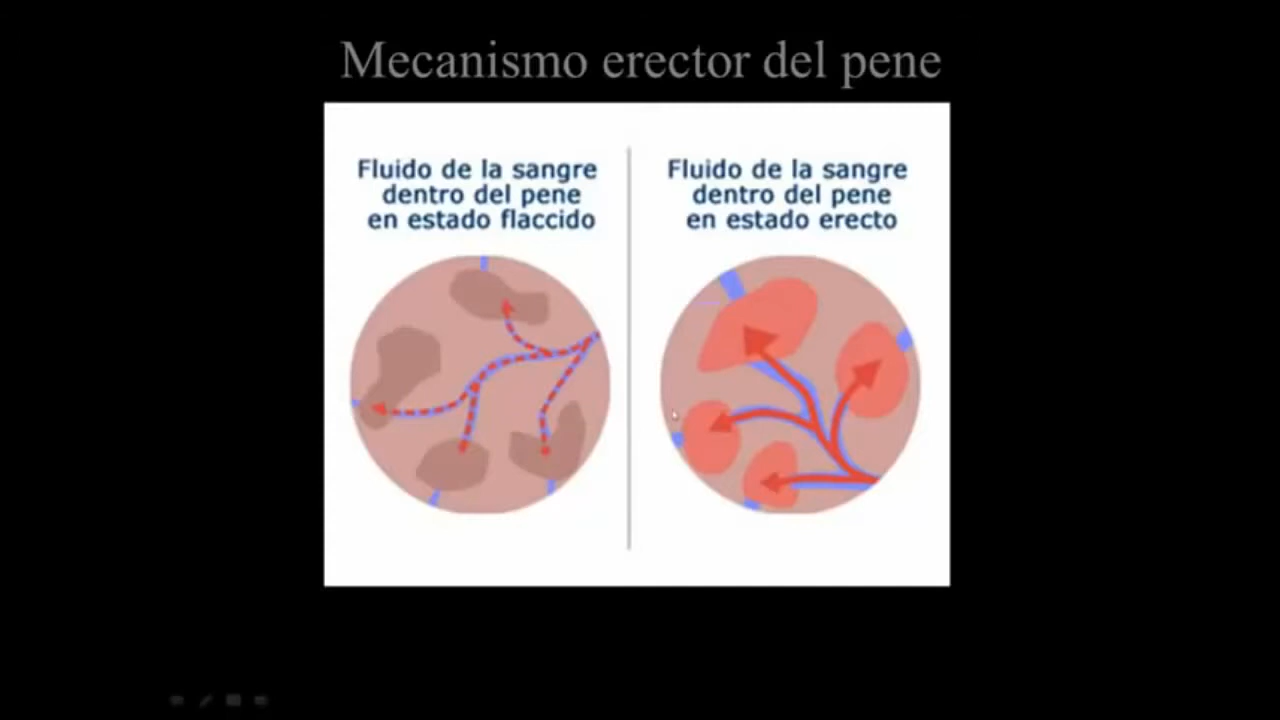 Mecanismo erector del pene
Fluido de la sangre
dentro del pene
en estado flaccido
Fluido de la sangre
dentro del pene
en estado erecto